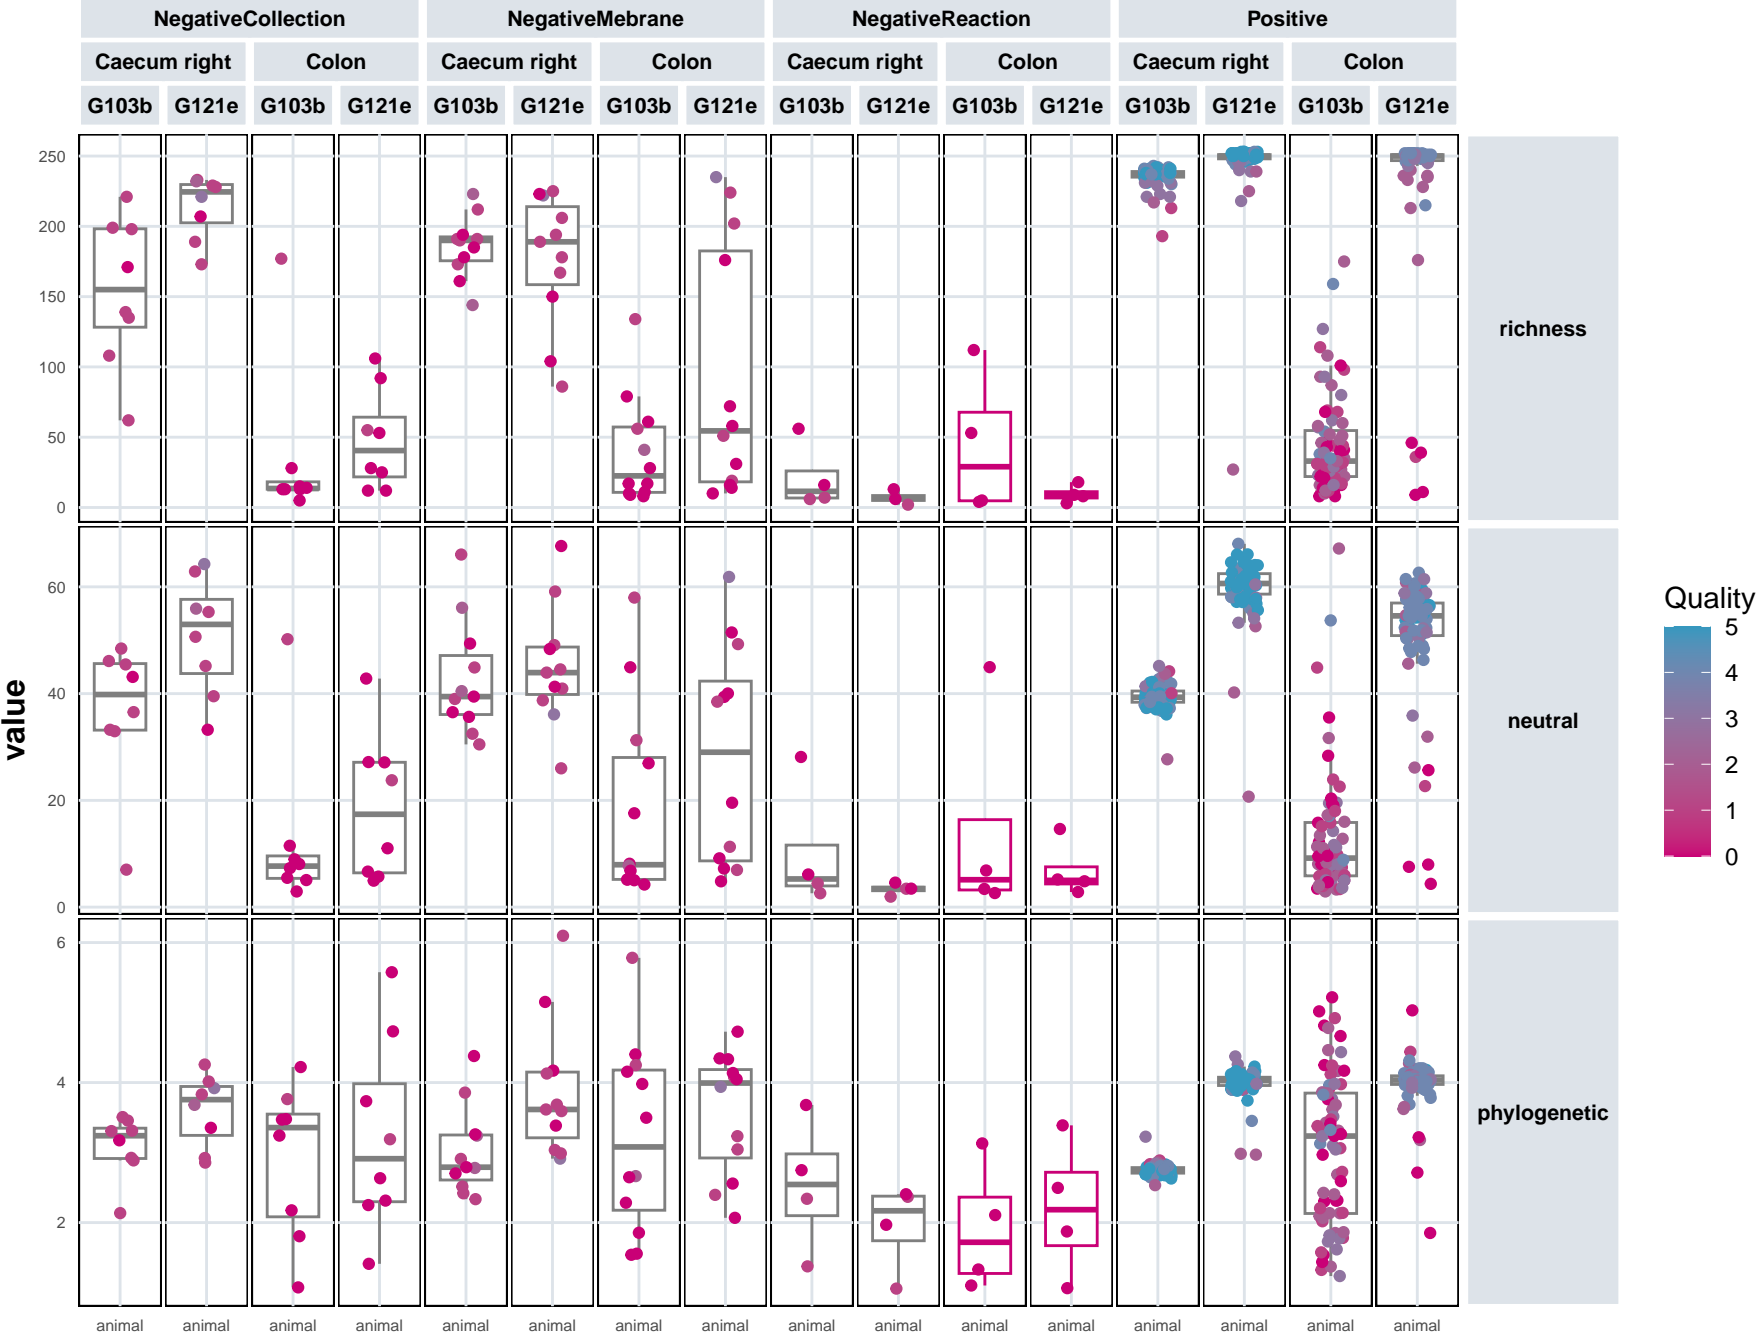 NegativeCollection NegativeMebrane NegativeReaction Positive
Caecum right Colon Caecum right Colon Caecum right Colon Caecum right Colon
G103b G121e G103b G121e G103b G121e G103b G121e G103b G121e G103b G121e G103b G121e G103b G121e
250
200
150
100
50
0
richness
60
40
20
0
neutral
6
4
2
phylogenetic
value
animal animal animal animal animal animal animal animal animal animal animal animal animal animal animal animal
Quality
5
4
3
2
1
0